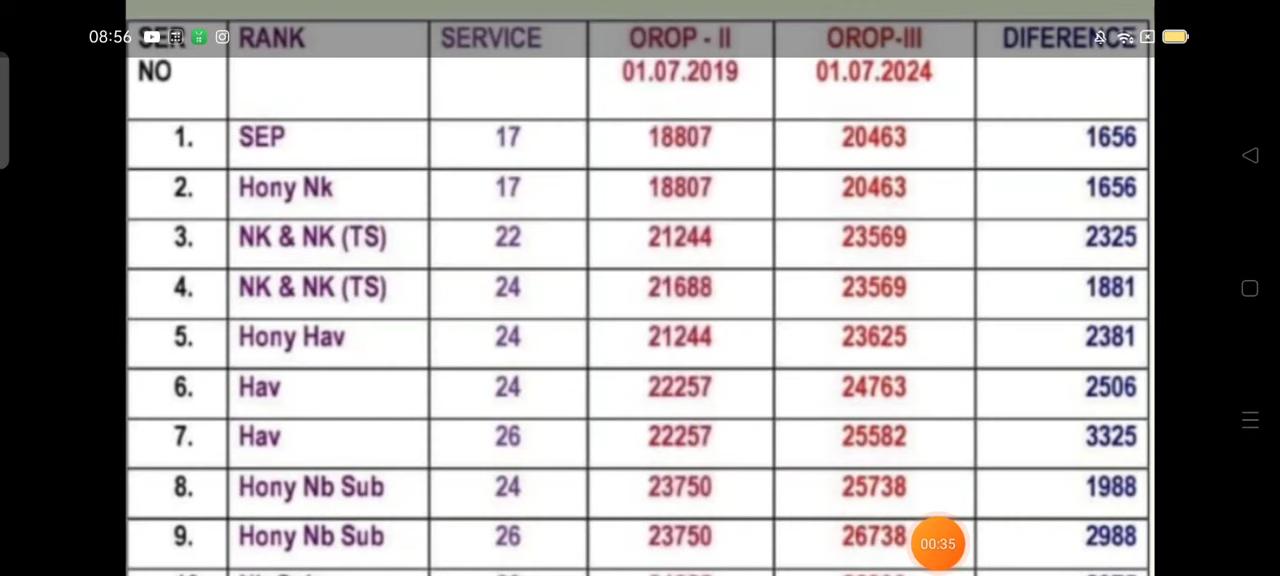 08:56
SER RANK SERVICE OROP - II OROP-III DIFERENCE
NO 01.07.2019 01.07.2024
1. SEP 17 18807 20463 1656
2. Hony Nk 17 18807 20463 1656
3. NK & NK (TS) 22 21244 23569 2325
4. NK & NK (TS) 24 21688 23569 1881
5. Hony Hav 24 21244 23625 2381
6. Hav 24 22257 24763 2506
7. Hav 26 22257 25582 3325
8. Hony Nb Sub 24 23750 25738 1988
9. Hony Nb Sub 26 23750 26738 2988
00:35